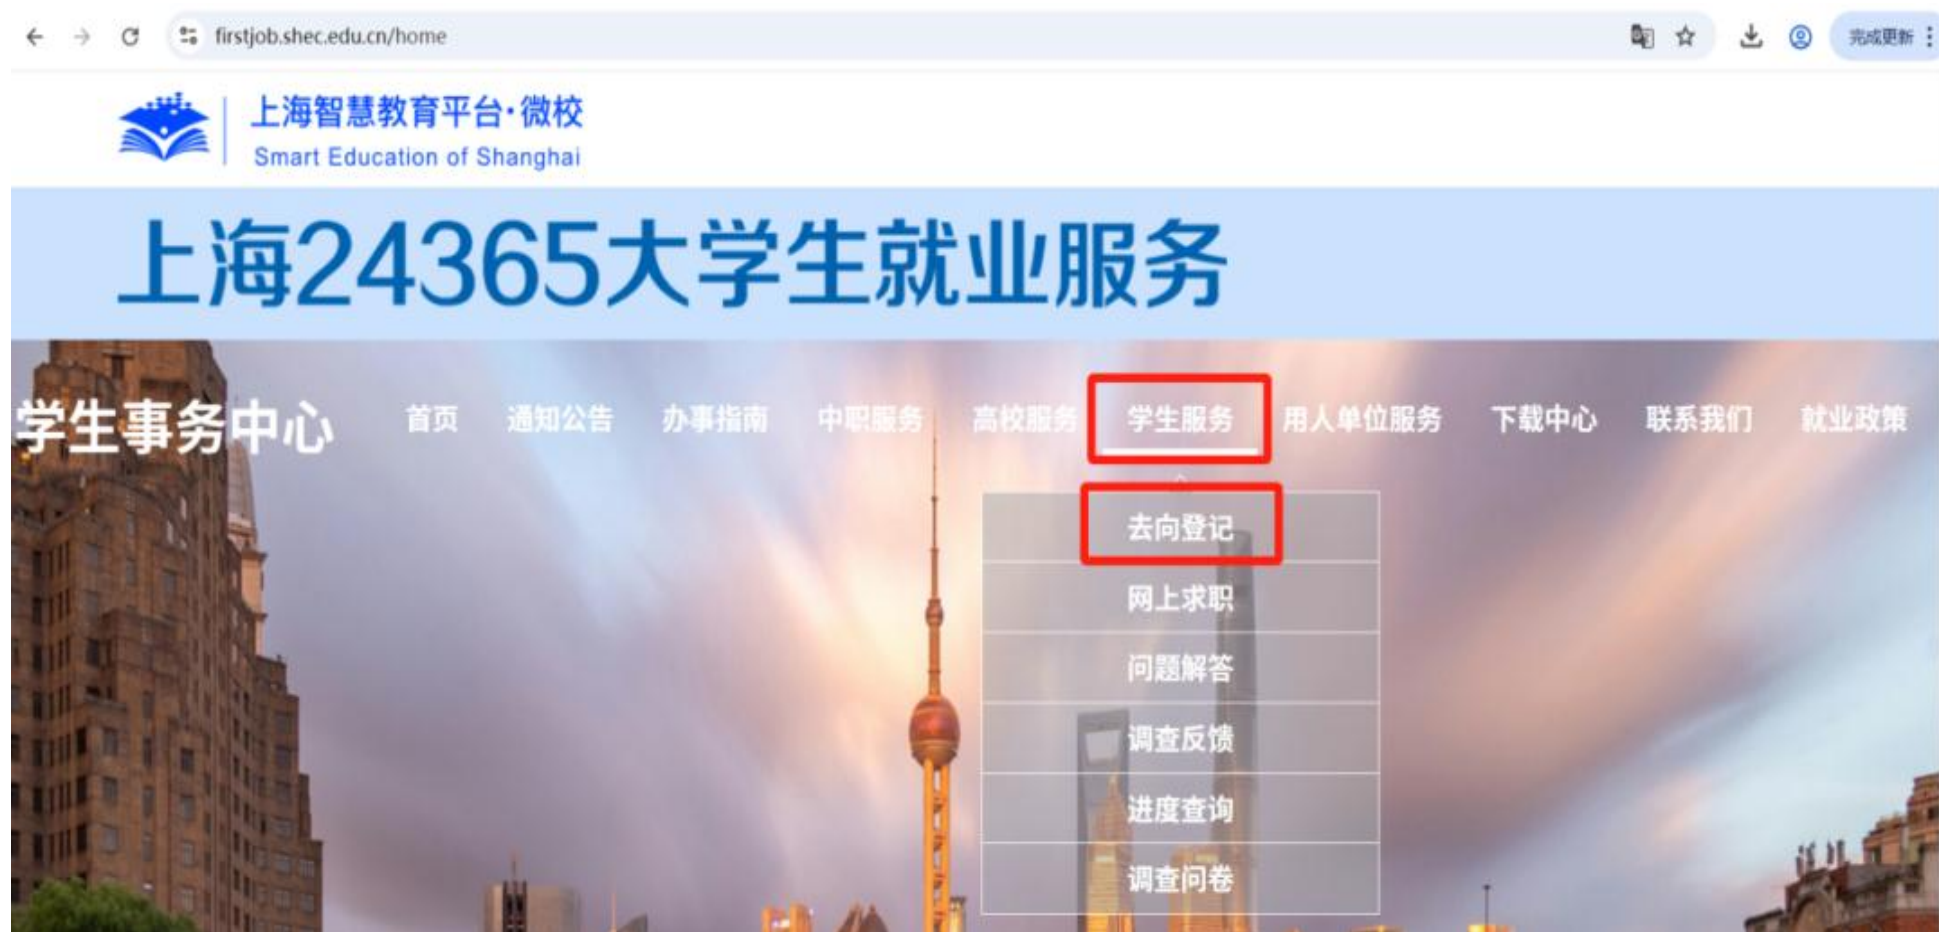 firstjob.shec.edu.cn/home 完成更新
上海智慧教育平台·微校
Smart Education of Shanghai
上海24365大学生就业服务
学生事务中心 首页 通知公告 办事指南 中职服务 高校服务 学生服务 用人单位服务 下载中心 联系我们 就业政策
去向登记
网上求职
问题解答
调查反馈
进度查询
调查问卷